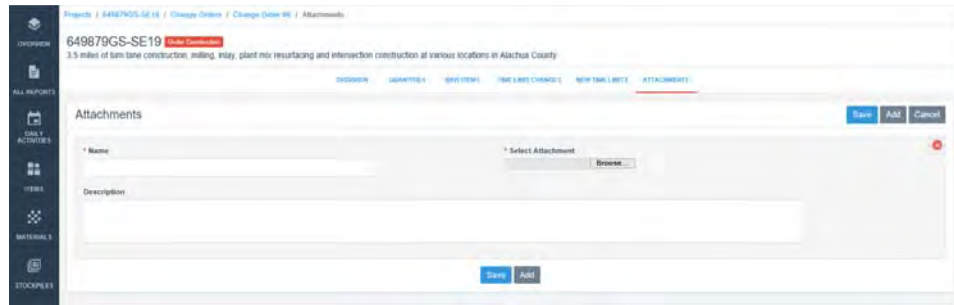 Projects / 649879GS-SE19 / Change Orders / Change Order 98 / Attachments
649879GS-SE19 Under Construction
3.5 miles of turn lane construction, milling, inlay, plant mix resurfacing and intersection construction at various locations in Alachua County
OVERVIEW QUANTITIES NEW ITEMS TIME LIMIT CHANGES NEW TIME LIMITS ATTACHMENTS
OVERVIEW
ALL REPORTS
DAILY
ACTIVITIES
ITEMS
MATERIALS
STOCKPILES
Attachments Save Add Cancel
* Name * Select Attachment
Browse...
Description
Save Add